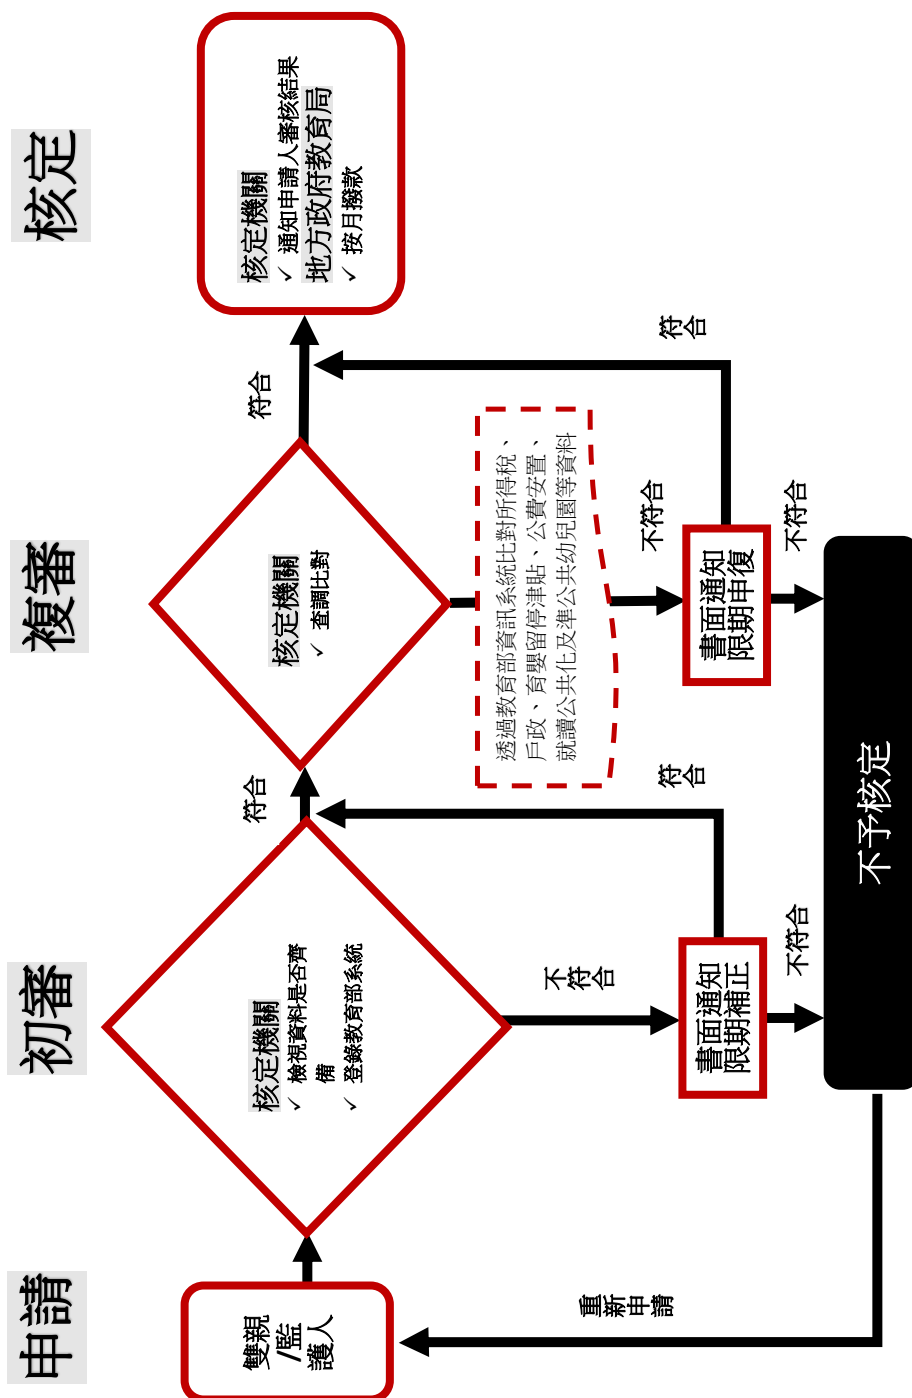 申請
初審
複審
核定
雙親
/監
護人
核定機關
✓ 檢視資料是否齊
備
✓ 登錄教育部系統
符合
不
符
合
書面通知
限期補正
符
合
不符合
核定機關
✓ 查調比對
符合
透過教育部資訊系統比對所得稅、
戶政、育嬰留停津貼、公費安置、
就讀公共化及準公共幼兒園等資料
不符合
書面通知
限期申復
符
合
不符合
核定機關
✓ 通知申請人審核結果
地方政府教育局
✓ 按月撥款
不予核定
重
新
申
請